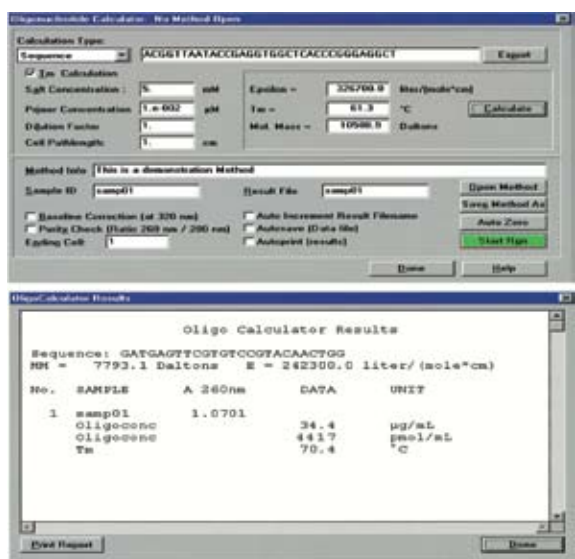 Oligonucleotide Calculator: No Method Open
Calculation Type:
Sequence ACGGTTAATACCGAGGTGGCTCACCCGGGAGGCT Export
Tm Calculation
Salt Concentration : 5. mM Epsilon = 326700.0 liter/(mole*cm)
Primer Concentration 1.e-002 µM Tm = 61.3 °C Calculate
Dilution Factor 1. Mol. Mass = 10500.9 Daltons
Cell Pathlength: 1. cm
Method Info This is a demonstration Method
Sample ID samp01 Result File samp01 Open Method
Save Method As
Baseline Correction (at 320 nm) Auto Increment Result Filename Auto Zero
Purity Check (Ratio 260 nm / 280 nm) Autosave (Data file)
Ending Cell: 1 Autoprint (results) Start Run
Done Help
OligoCalculator Results
Oligo Calculator Results
Sequence: GATGAGTTCGTGTCCGTACAACTGG
MM = 7793.1 Daltons E = 242300.0 liter/(mole*cm)
No. SAMPLE A 260nm DATA UNIT
1 samp01 1.0701
Oligoconc 34.4 µg/mL
Oligoconc 4417 pmol/mL
Tm 70.4 °C
Print Report Done